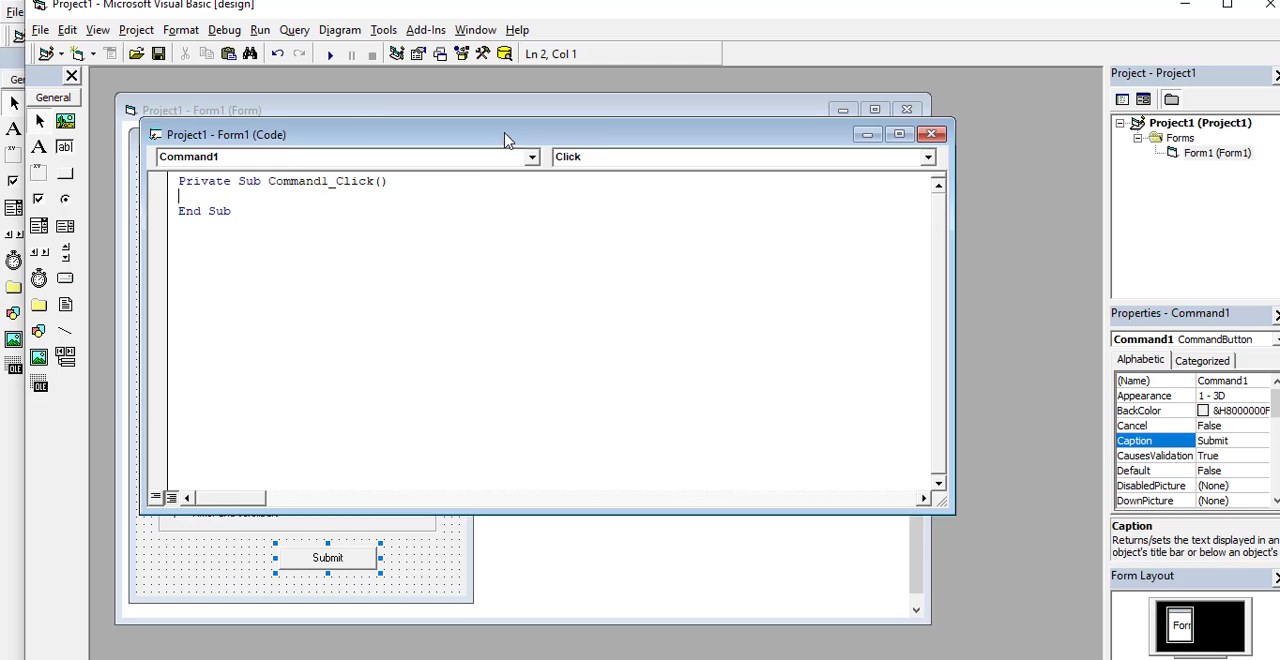 Project1 - Microsoft Visual Basic [design]
File
File Edit View Project Format Debug Run Query Diagram Tools Add-Ins Window Help
Ln 2, Col 1
Ge
General
Project1 - Form1 (Form)
Project1 - Form1 (Code)
Command1
Click
Private Sub Command1_Click()
End Sub
Submit
Project - Project1
Project1 (Project1)
Forms
Form1 (Form1)
Properties - Command1
Command1 CommandButton
Alphabetic Categorized
(Name) Command1
Appearance 1 - 3D
BackColor &H8000000F
Cancel False
Caption Submit
CausesValidation True
Default False
DisabledPicture (None)
DownPicture (None)
Caption
Returns/sets the text displayed in an
object's title bar or below an object's
Form Layout
Forr